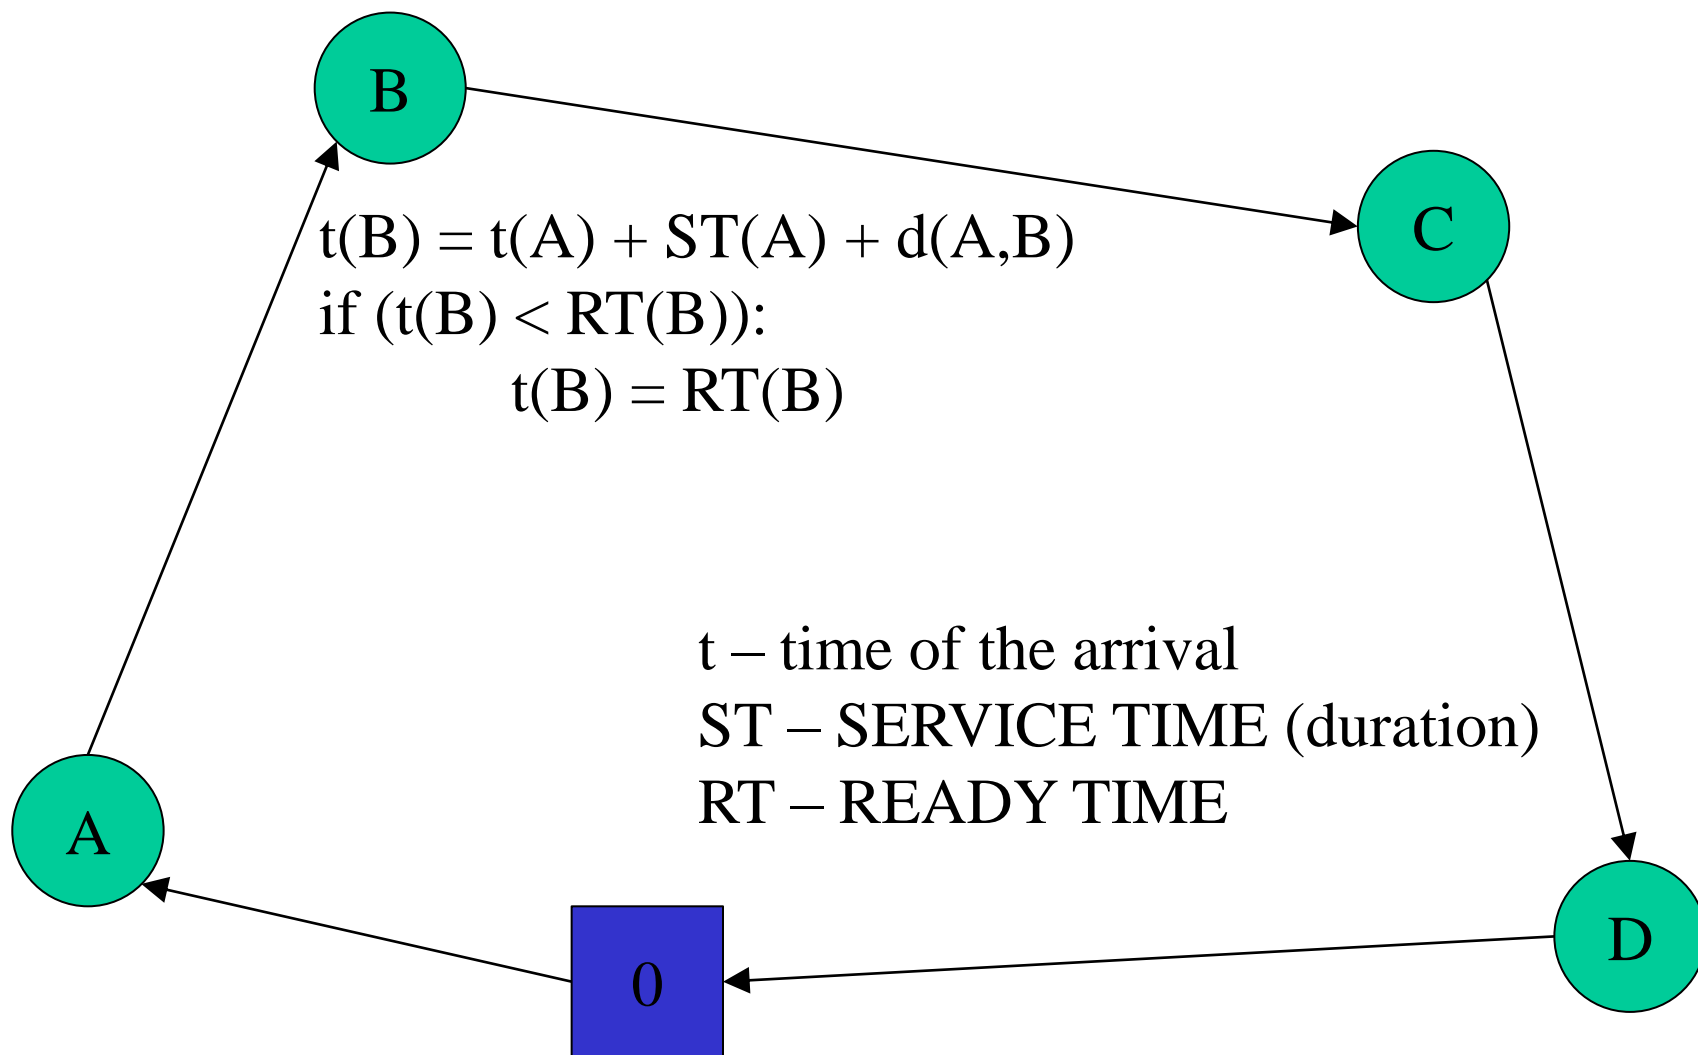 B
C
t(B) = t(A) + ST(A) + d(A,B)
if (t(B) < RT(B)):
t(B) = RT(B)
t – time of the arrival
ST – SERVICE TIME (duration)
RT – READY TIME
A
D
0